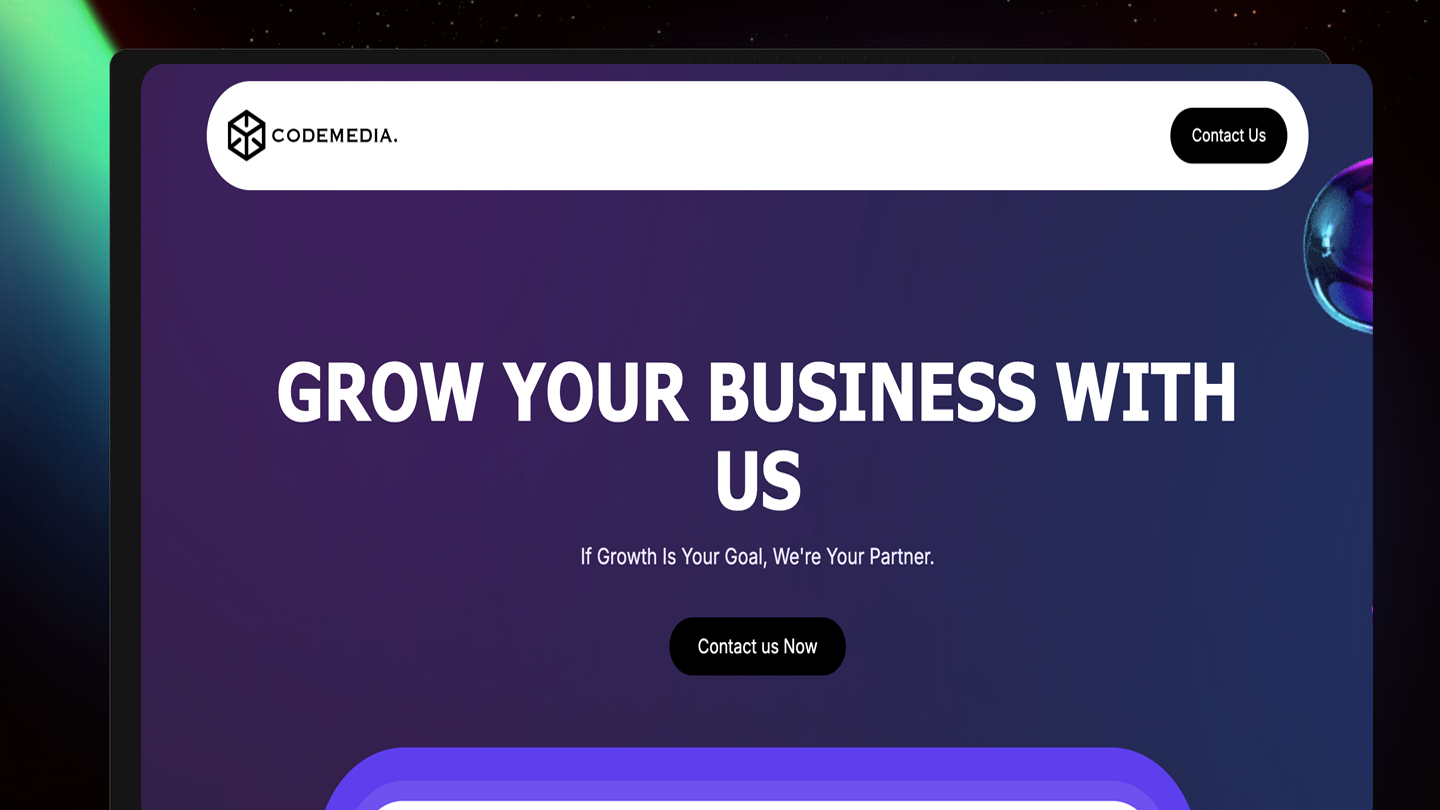 CODEMEDIA.
Contact Us
GROW YOUR BUSINESS WITH
US
If Growth Is Your Goal, We're Your Partner.
Contact us Now